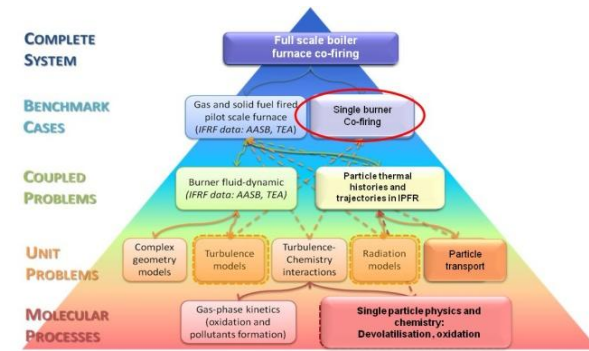 COMPLETE
SYSTEM
Full scale boiler
furnace co-firing
BENCHMARK
CASES
Gas and solid fuel fired
pilot scale furnace
(IFRF data: AASB, TEA)
Single burner
Co-firing
COUPLED
PROBLEMS
Burner fluid-dynamic
(IFRF data: AASB, TEA)
Particle thermal
histories and
trajectories in IPFR
UNIT
PROBLEMS
Complex
geometry
models
Turbulence
models
Turbulence-
Chemistry
interactions
Radiation
models
Particle
transport
MOLECULAR
PROCESSES
Gas-phase kinetics
(oxidation and
pollutants formation)
Single particle physics and
chemistry:
Devolatilisation, oxidation